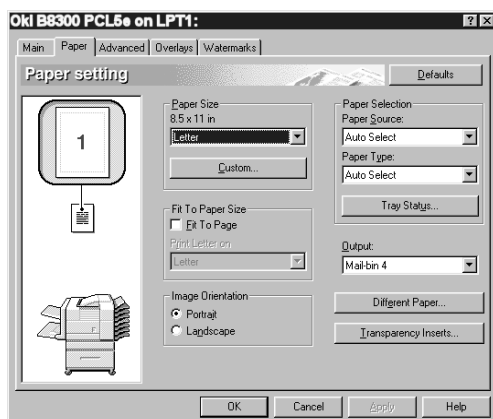 Oki B8300 PCL5e on LPT1:
Main Paper Advanced Overlays Watermarks
Paper setting
Defaults
1
Paper Size
8.5 x 11 in
Letter
Custom...
Fit To Paper Size
Fit To Page
Print Letter on
Letter
Image Orientation
Portrait
Landscape
Paper Selection
Paper Source:
Auto Select
Paper Type:
Auto Select
Tray Status...
Output:
Mail-bin 4
Different Paper...
Transparency Inserts...
OK Cancel Apply Help